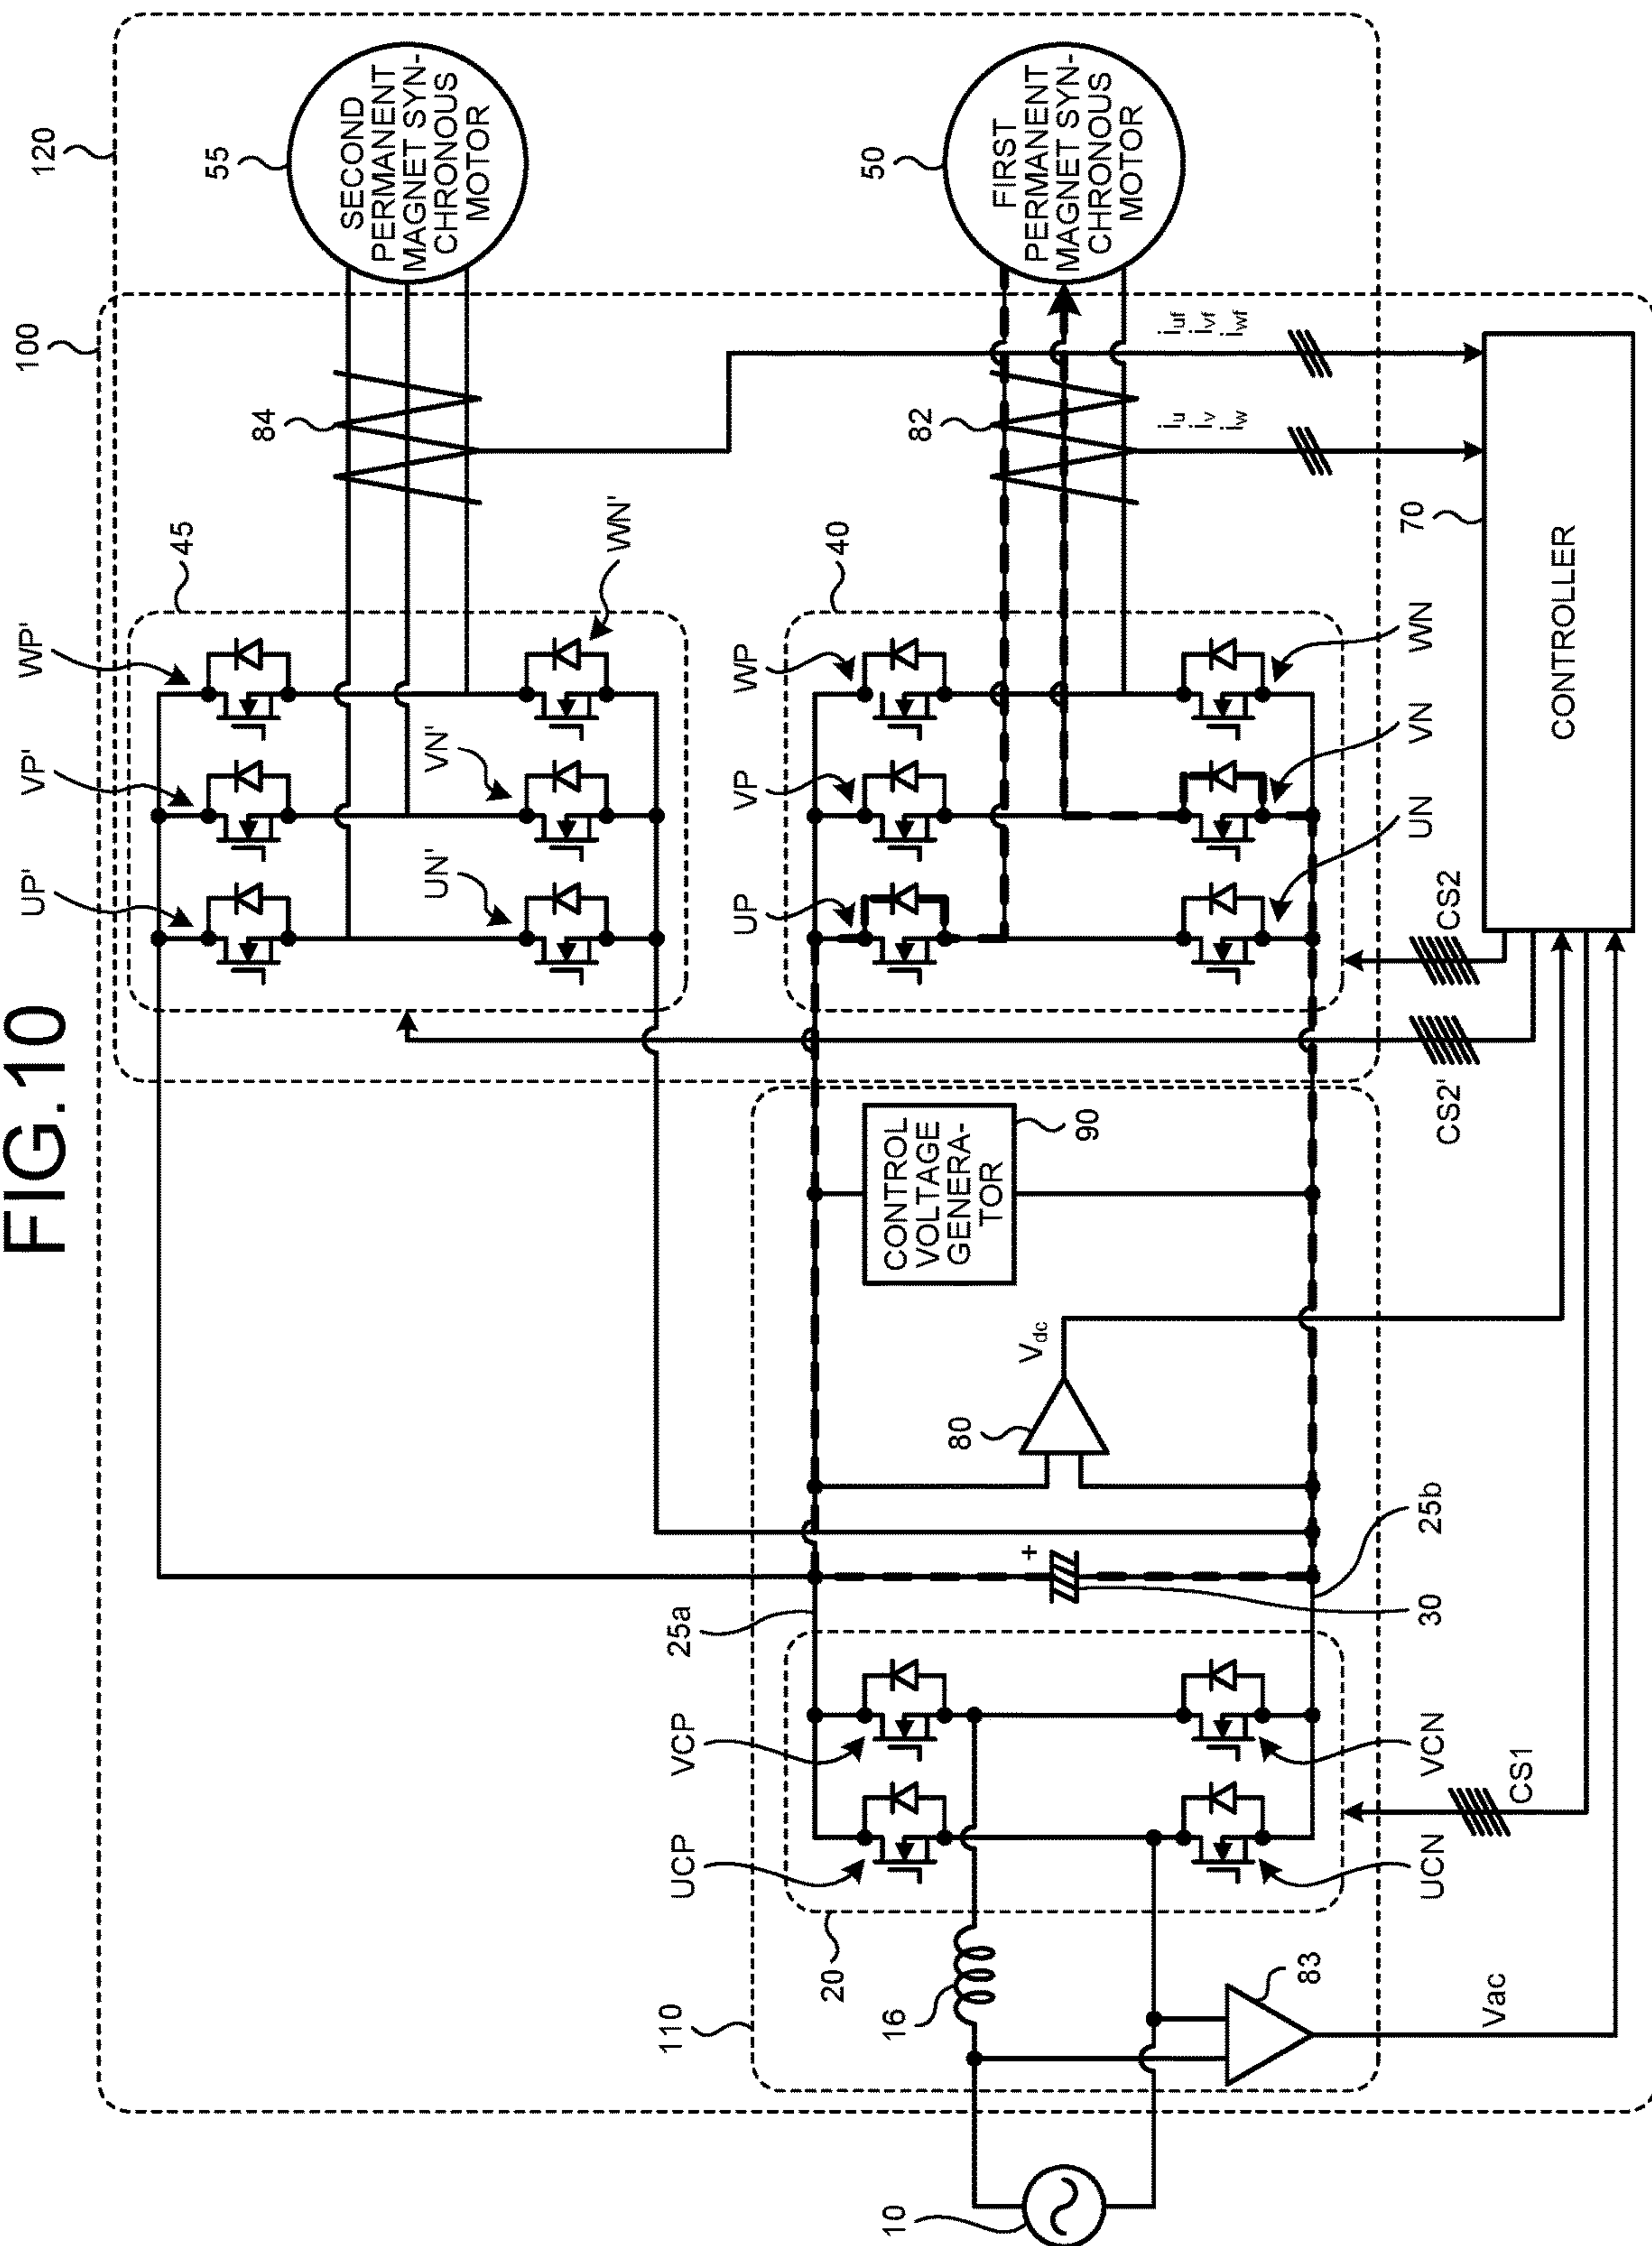 FIG.10
100
120
55
SECOND
PERMANENT
MAGNET SYN-
CHRONOUS
MOTOR
84
45
UP'
VP'
WP'
UN'
VN'
WN'
50
FIRST
PERMANENT
MAGNET SYN-
CHRONOUS
MOTOR
82
40
UP
VP
WP
UN
VN
WN
iuf
ivf
iwf
iu
iv
iw
110
10
16
20
UCP
VCP
UCN
VCN
25a
25b
+
30
80
Vdc
CONTROL
VOLTAGE
GENERA-
TOR
90
83
Vac
CS1
CS2'
CS2
70
CONTROLLER